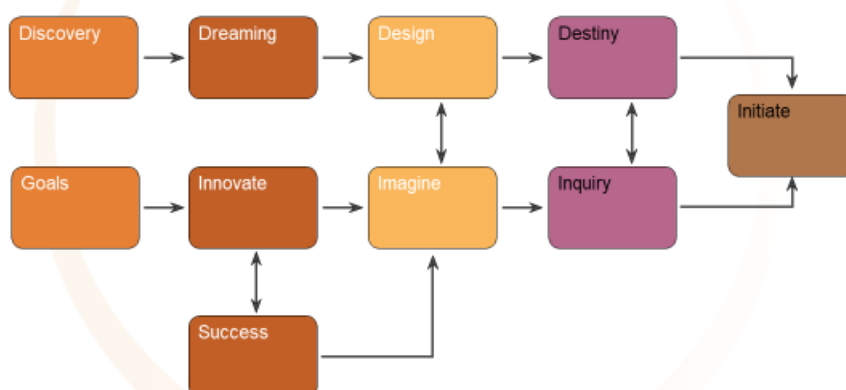 Discovery
Dreaming
Design
Destiny
Initiate
Goals
Innovate
Imagine
Inquiry
Success